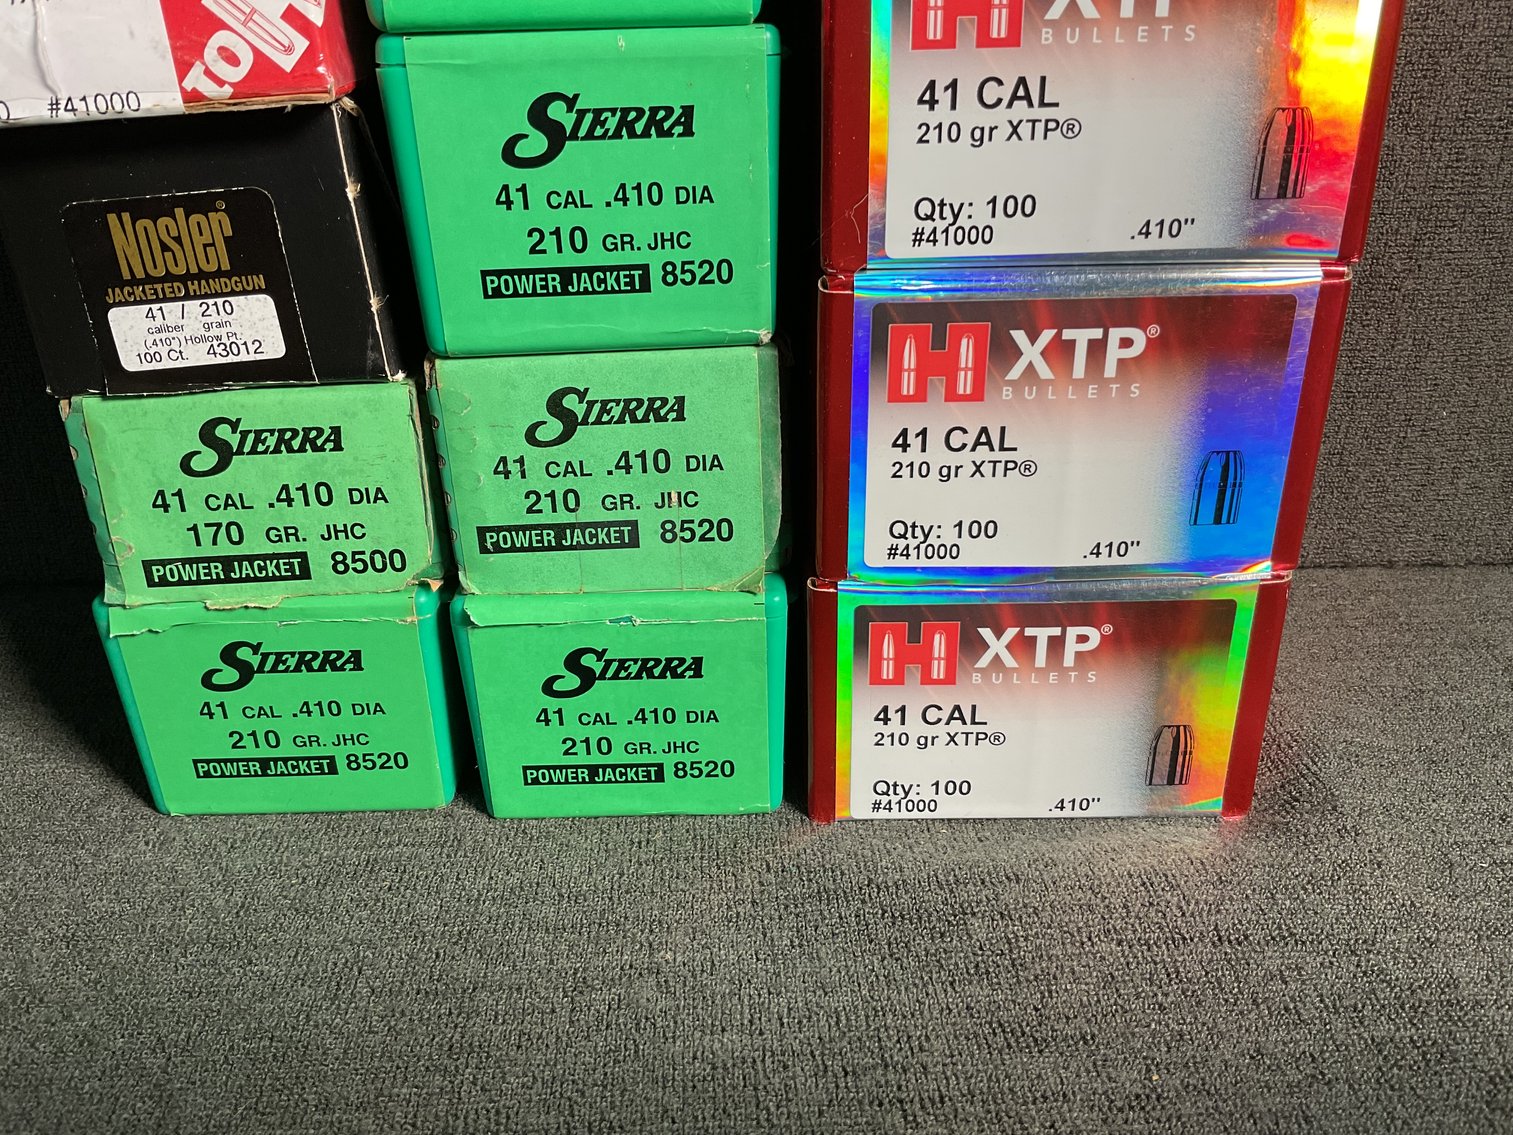 #41000
Nosler®
JACKETED HANDGUN
41 / 210
caliber grain
(.410") Hollow Pt.
100 Ct. 43012
SIERRA
41 CAL .410 DIA
170 GR. JHC
POWER JACKET 8500
SIERRA
41 CAL .410 DIA
210 GR. JHC
POWER JACKET 8520
SIERRA
41 CAL .410 DIA
210 GR. JHC
POWER JACKET 8520
SIERRA
41 CAL .410 DIA
210 GR. JHC
POWER JACKET 8520
SIERRA
41 CAL .410 DIA
210 GR. JHC
POWER JACKET 8520
H XTP
BULLETS
41 CAL
210 gr XTP®
Qty: 100
#41000 .410"
H XTP®
BULLETS
41 CAL
210 gr XTP®
Qty: 100
#41000 .410"
H XTP®
BULLETS
41 CAL
210 gr XTP®
Qty: 100
#41000 .410"